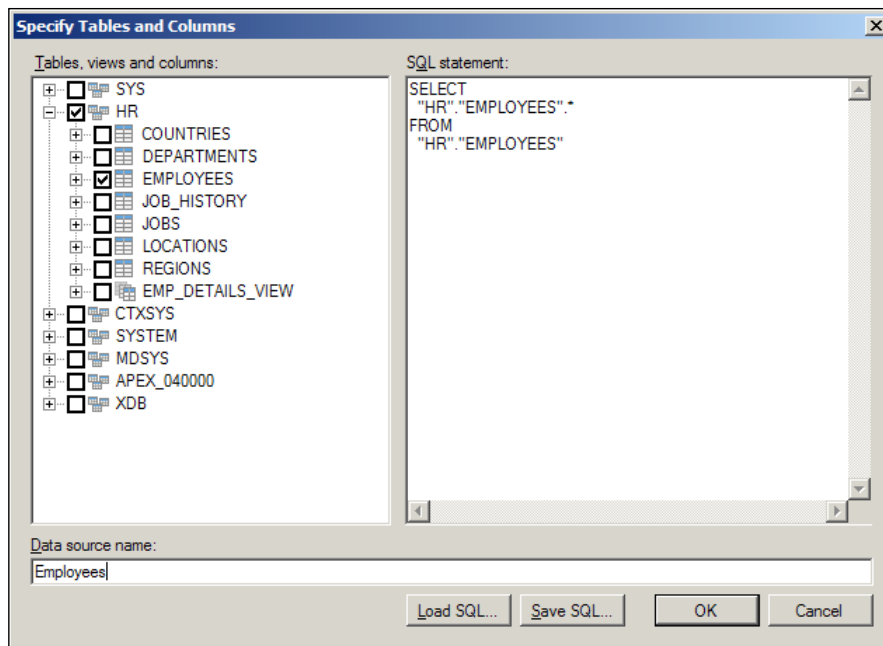 Specify Tables and Columns
Tables, views and columns:
SYS
HR
COUNTRIES
DEPARTMENTS
EMPLOYEES
JOB_HISTORY
JOBS
LOCATIONS
REGIONS
EMP_DETAILS_VIEW
CTXSYS
SYSTEM
MDSYS
APEX_040000
XDB
SQL statement:
SELECT
"HR"."EMPLOYEES".*
FROM
"HR"."EMPLOYEES"
Data source name:
Employees
Load SQL... Save SQL... OK Cancel